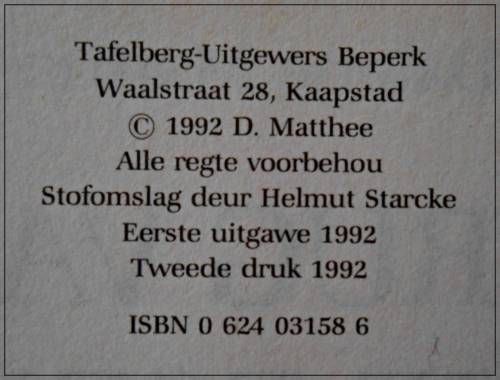 Tafelberg-Uitgewers Beperk
Waalstraat 28, Kaapstad
© 1992 D. Matthee
Alle regte voorbehou
Stofomslag deur Helmut Starcke
Eerste uitgawe 1992
Tweede druk 1992
ISBN 0 624 03158 6